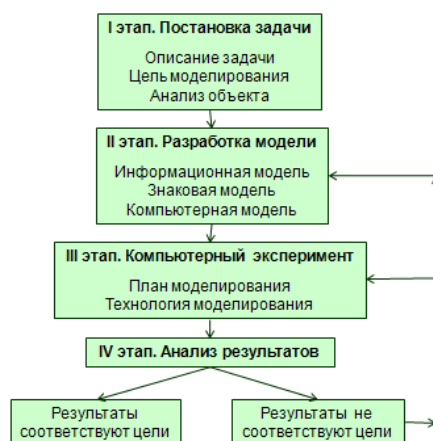 I этап. Постановка задачи
Описание задачи
Цель моделирования
Анализ объекта
II этап. Разработка модели
Информационная модель
Знаковая модель
Компьютерная модель
III этап. Компьютерный эксперимент
План моделирования
Технология моделирования
IV этап. Анализ результатов
Результаты
соответствуют цели
Результаты не
соответствуют цели